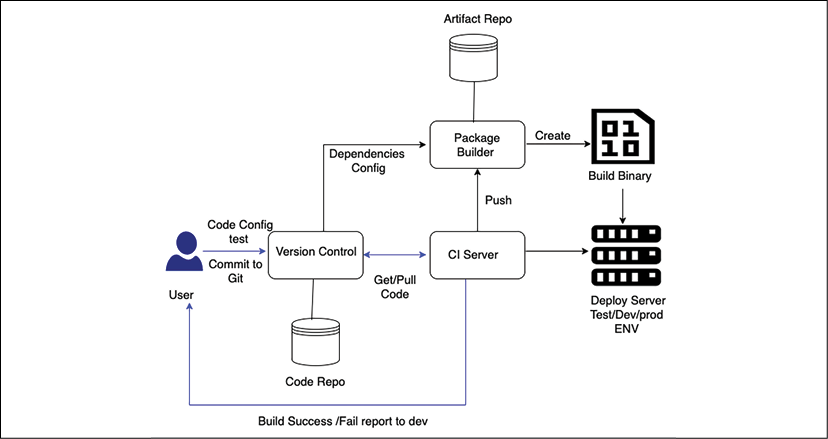 Artifact Repo
Package
Builder
Create
01
10
Build Binary
Dependencies
Config
Push
Code Config
test
Commit to
Git
User
Version Control
Get/Pull
Code
CI Server
Deploy Server
Test/Dev/prod
ENV
Code Repo
Build Success /Fail report to dev